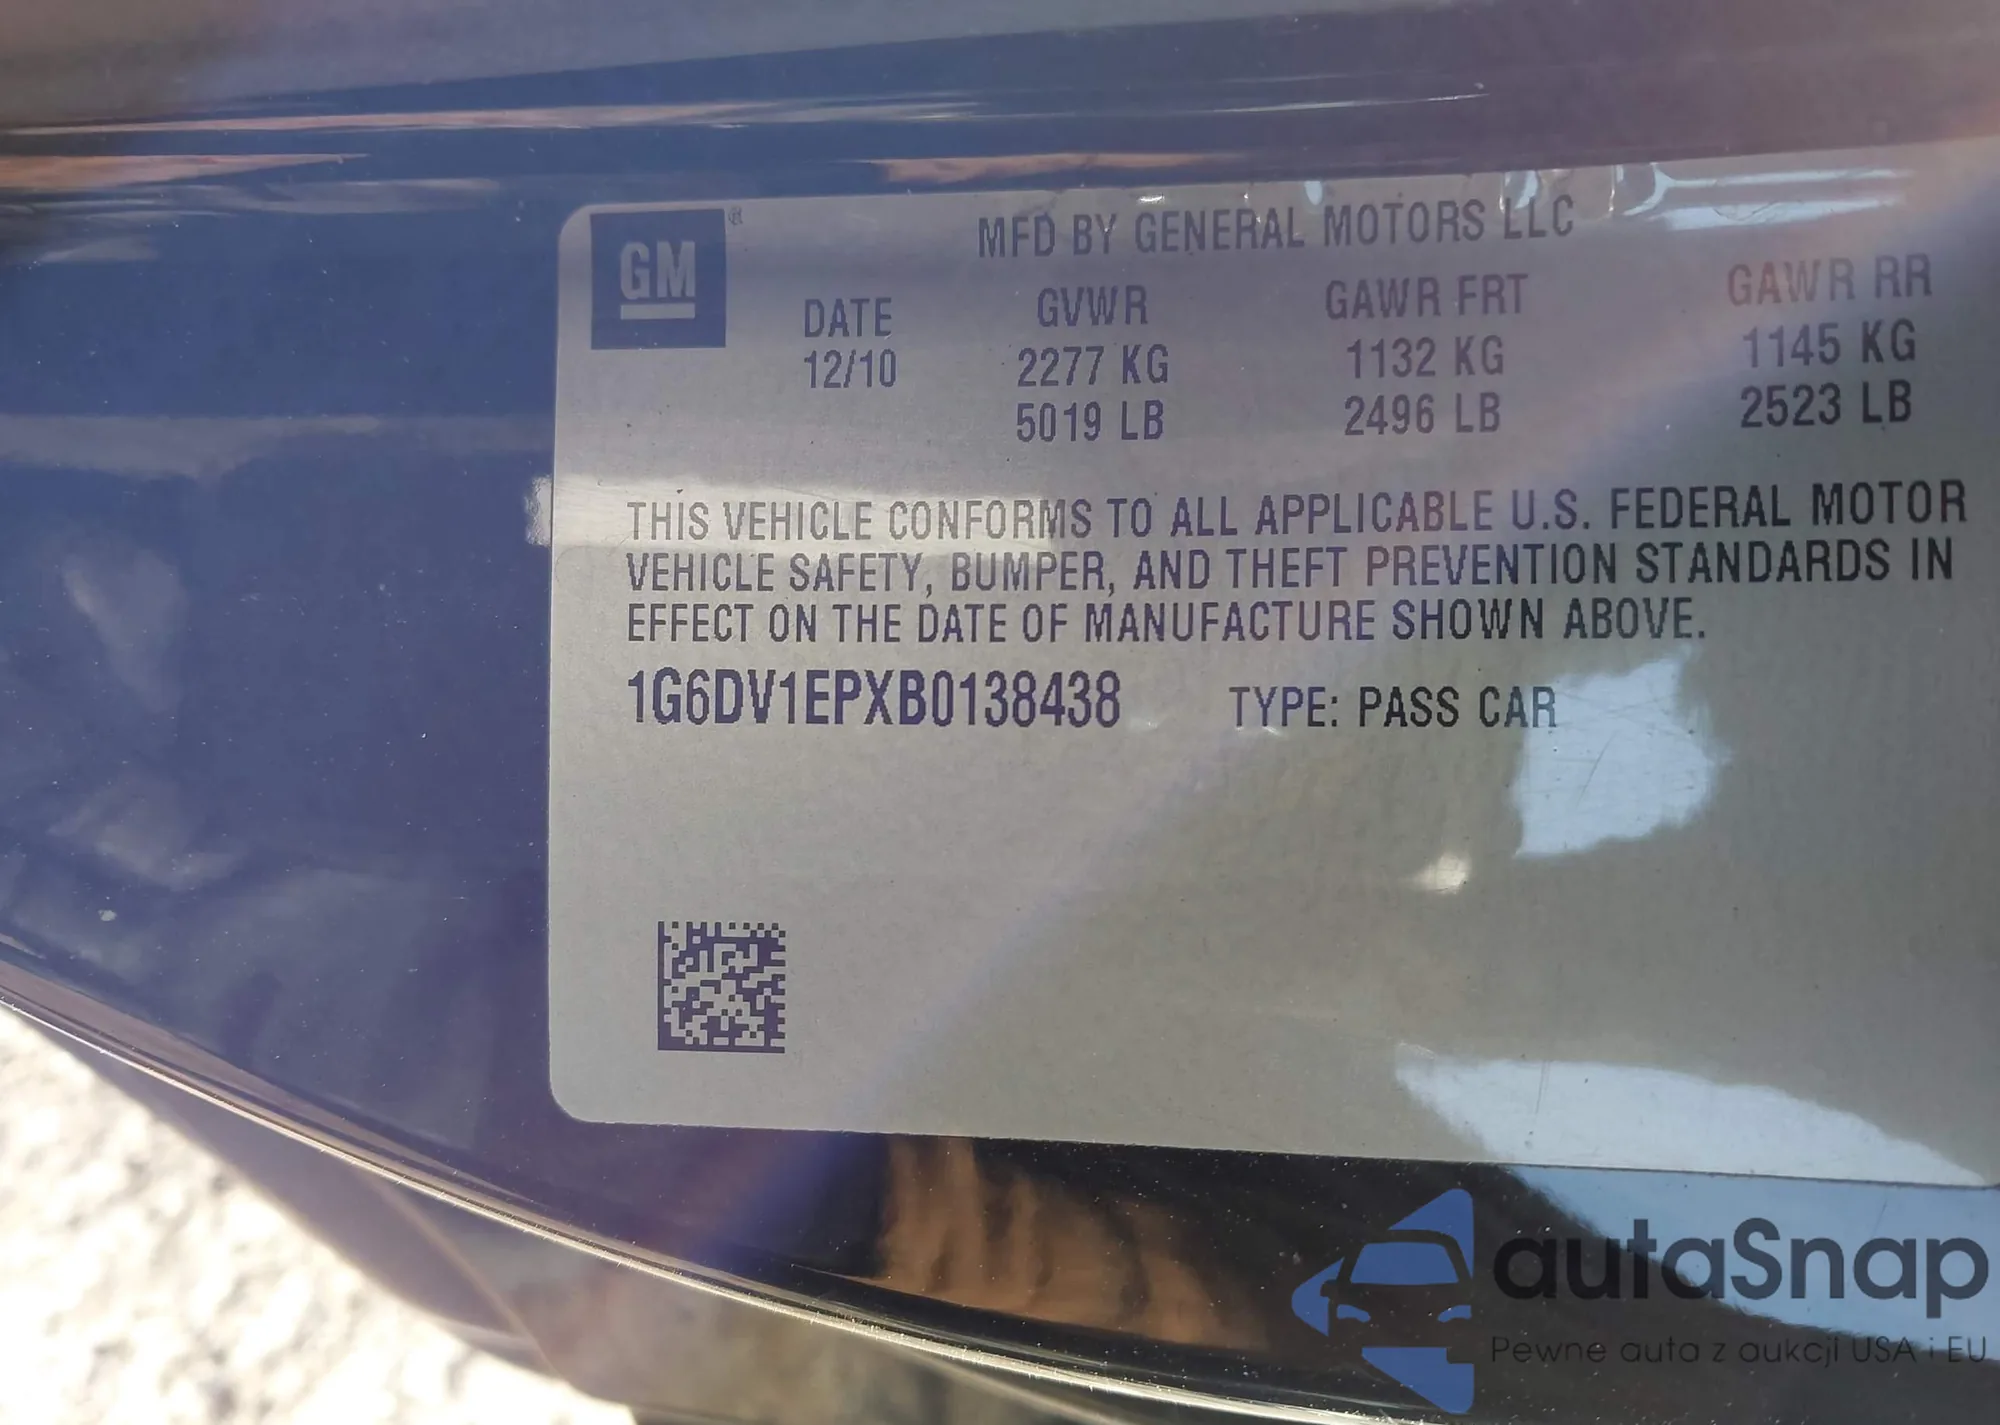 GM®
MFD BY GENERAL MOTORS LLC
DATE GVWR GAWR FRT GAWR RR
12/10 2277 KG 1132 KG 1145 KG
5019 LB 2496 LB 2523 LB
THIS VEHICLE CONFORMS TO ALL APPLICABLE U.S. FEDERAL MOTOR
VEHICLE SAFETY, BUMPER, AND THEFT PREVENTION STANDARDS IN
EFFECT ON THE DATE OF MANUFACTURE SHOWN ABOVE.
1G6DV1EPXB0138438 TYPE: PASS CAR
autaSnap
Pewne auta z aukcji USA i EU